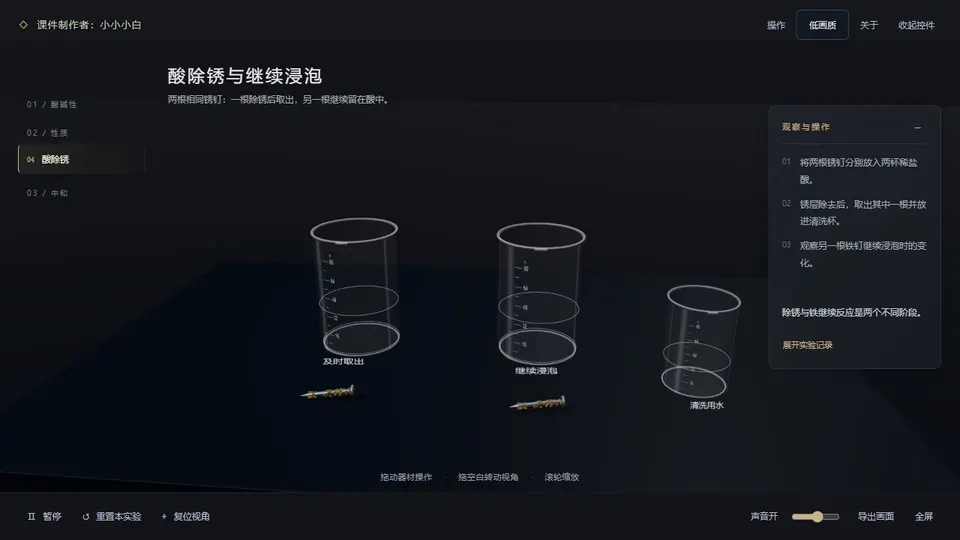 课件制作者：小小小白
操作
低画质
关于
收起控件
酸除锈与继续浸泡
两根相同锈钉：一根除锈后取出，另一根继续留在酸中。
01 / 酸碱性
02 / 性质
04 酸除锈
03 / 中和
观察与操作
01 将两根锈钉分别放入两杯稀盐
酸。
02 锈层除去后，取出其中一根并放
进清洗杯。
03 观察另一根铁钉继续浸泡时的变
化。
除锈与铁继续反应是两个不同阶段。
展开实验记录
及时取出
继续浸泡
清洗用水
拖动器材操作 · 拖空白转动视角 · 滚轮缩放
暂停
重置本实验
复位视角
声音开
导出画面
全屏